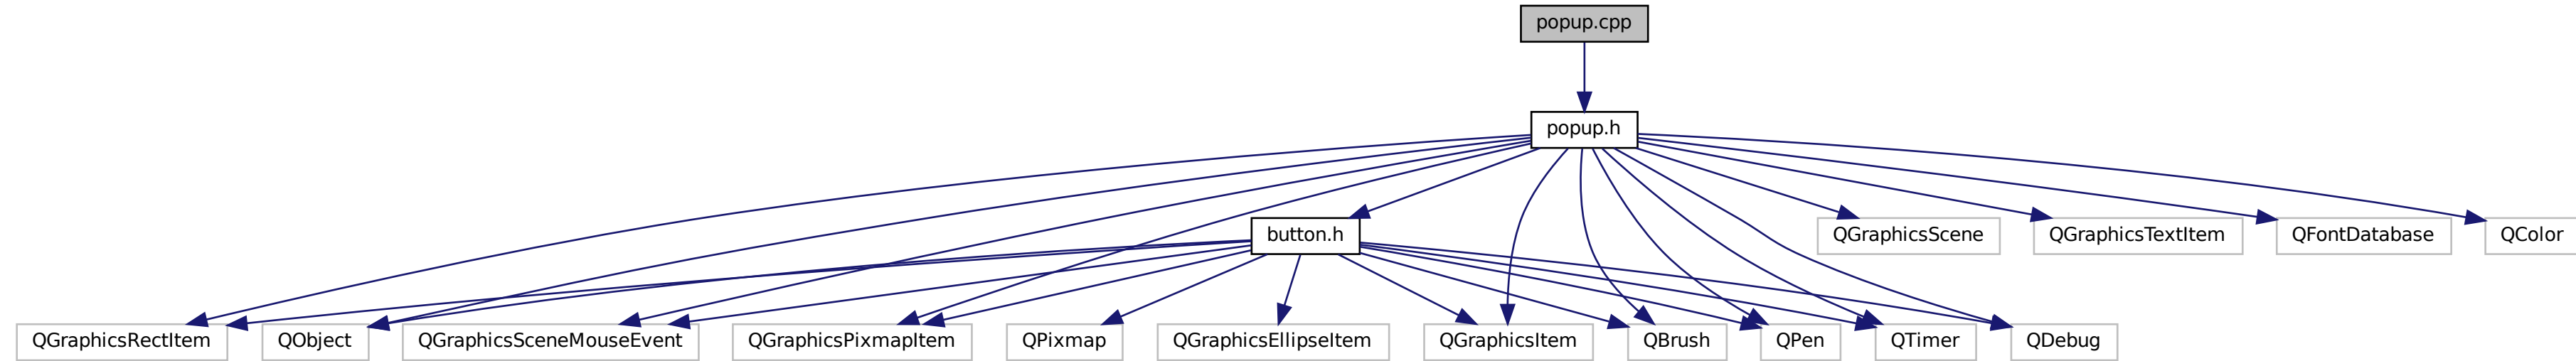 popup.cpp
popup.h
button.h
QGraphicsScene
QGraphicsTextItem
QFontDatabase
QColor
QGraphicsRectItem
QObject
QGraphicsSceneMouseEvent
QGraphicsPixmapItem
QPixmap
QGraphicsEllipseItem
QGraphicsItem
QBrush
QPen
QTimer
QDebug